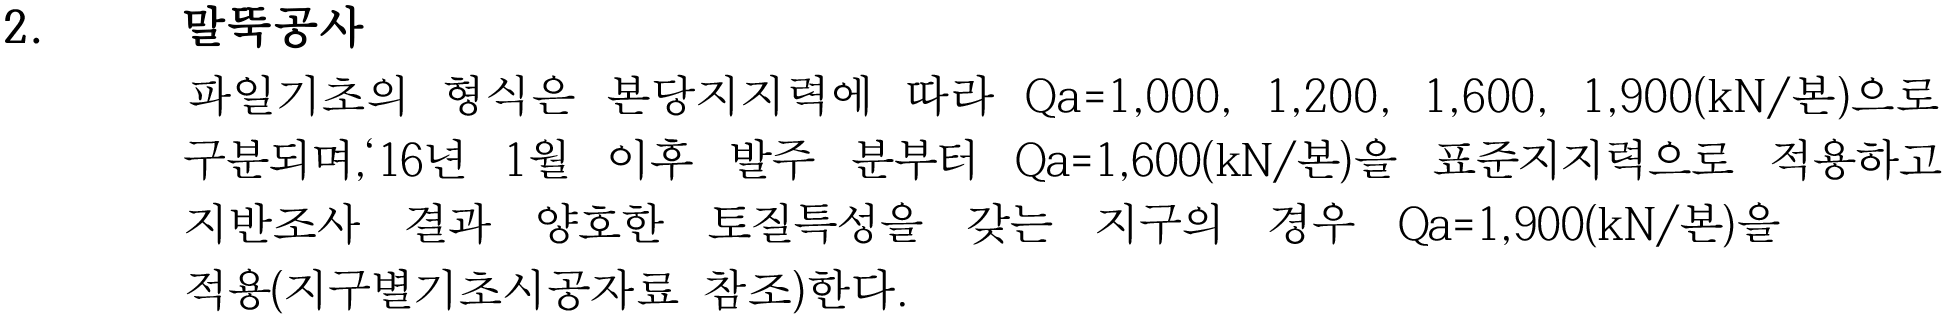 2. 말뚝공사
파일기초의 형식은 본당지지력에 따라 Qa=1,000, 1,200, 1,600, 1,900(kN/본)으로
구분되며,‘16년 1월 이후 발주 분부터 Qa=1,600(kN/본)을 표준지지력으로 적용하고
지반조사 결과 양호한 토질특성을 갖는 지구의 경우 Qa=1,900(kN/본)을
적용(지구별기초시공자료 참조)한다.